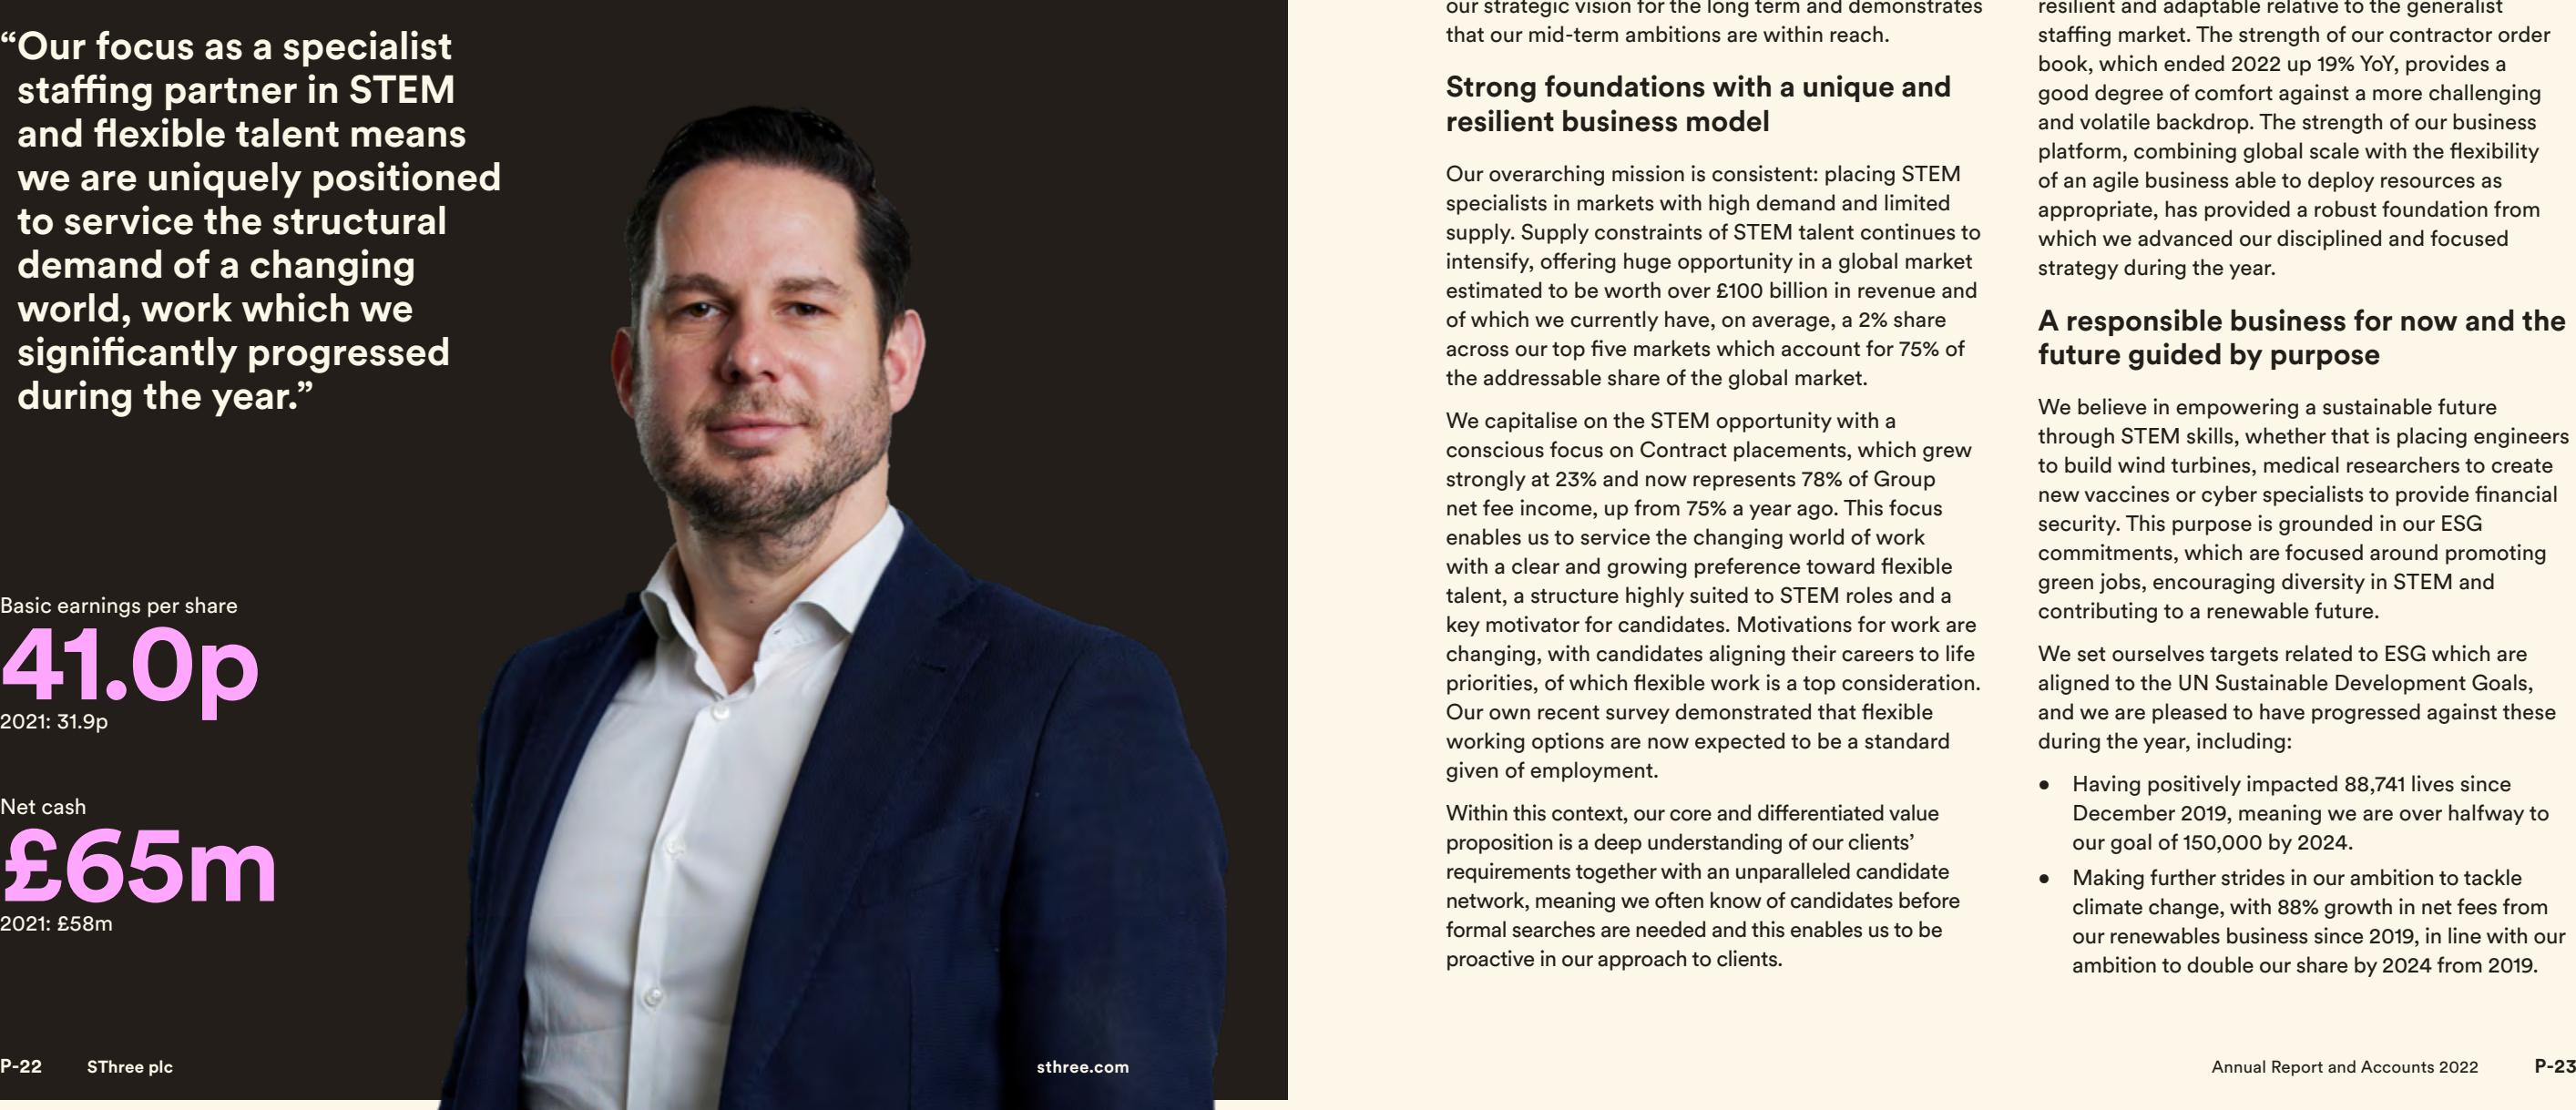 “Our focus as a specialist
staffing partner in STEM
and flexible talent means
we are uniquely positioned
to service the structural
demand of a changing
world, work which we
significantly progressed
during the year.”
Basic earnings per share
41.0p
2021: 31.9p
Net cash
£65m
2021: £58m
P-22 SThree plc
sthree.com
our strategic vision for the long term and demonstrates
that our mid-term ambitions are within reach.
Strong foundations with a unique and
resilient business model
Our overarching mission is consistent: placing STEM
specialists in markets with high demand and limited
supply. Supply constraints of STEM talent continues to
intensify, offering huge opportunity in a global market
estimated to be worth over £100 billion in revenue and
of which we currently have, on average, a 2% share
across our top five markets which account for 75% of
the addressable share of the global market.
We capitalise on the STEM opportunity with a
conscious focus on Contract placements, which grew
strongly at 23% and now represents 78% of Group
net fee income, up from 75% a year ago. This focus
enables us to service the changing world of work
with a clear and growing preference toward flexible
talent, a structure highly suited to STEM roles and a
key motivator for candidates. Motivations for work are
changing, with candidates aligning their careers to life
priorities, of which flexible work is a top consideration.
Our own recent survey demonstrated that flexible
working options are now expected to be a standard
given of employment.
Within this context, our core and differentiated value
proposition is a deep understanding of our clients’
requirements together with an unparalleled candidate
network, meaning we often know of candidates before
formal searches are needed and this enables us to be
proactive in our approach to clients.
resilient and adaptable relative to the generalist
staffing market. The strength of our contractor order
book, which ended 2022 up 19% YoY, provides a
good degree of comfort against a more challenging
and volatile backdrop. The strength of our business
platform, combining global scale with the flexibility
of an agile business able to deploy resources as
appropriate, has provided a robust foundation from
which we advanced our disciplined and focused
strategy during the year.
A responsible business for now and the
future guided by purpose
We believe in empowering a sustainable future
through STEM skills, whether that is placing engineers
to build wind turbines, medical researchers to create
new vaccines or cyber specialists to provide financial
security. This purpose is grounded in our ESG
commitments, which are focused around promoting
green jobs, encouraging diversity in STEM and
contributing to a renewable future.
We set ourselves targets related to ESG which are
aligned to the UN Sustainable Development Goals,
and we are pleased to have progressed against these
during the year, including:
● Having positively impacted 88,741 lives since
December 2019, meaning we are over halfway to
our goal of 150,000 by 2024.
● Making further strides in our ambition to tackle
climate change, with 88% growth in net fees from
our renewables business since 2019, in line with our
ambition to double our share by 2024 from 2019.
Annual Report and Accounts 2022 P-23